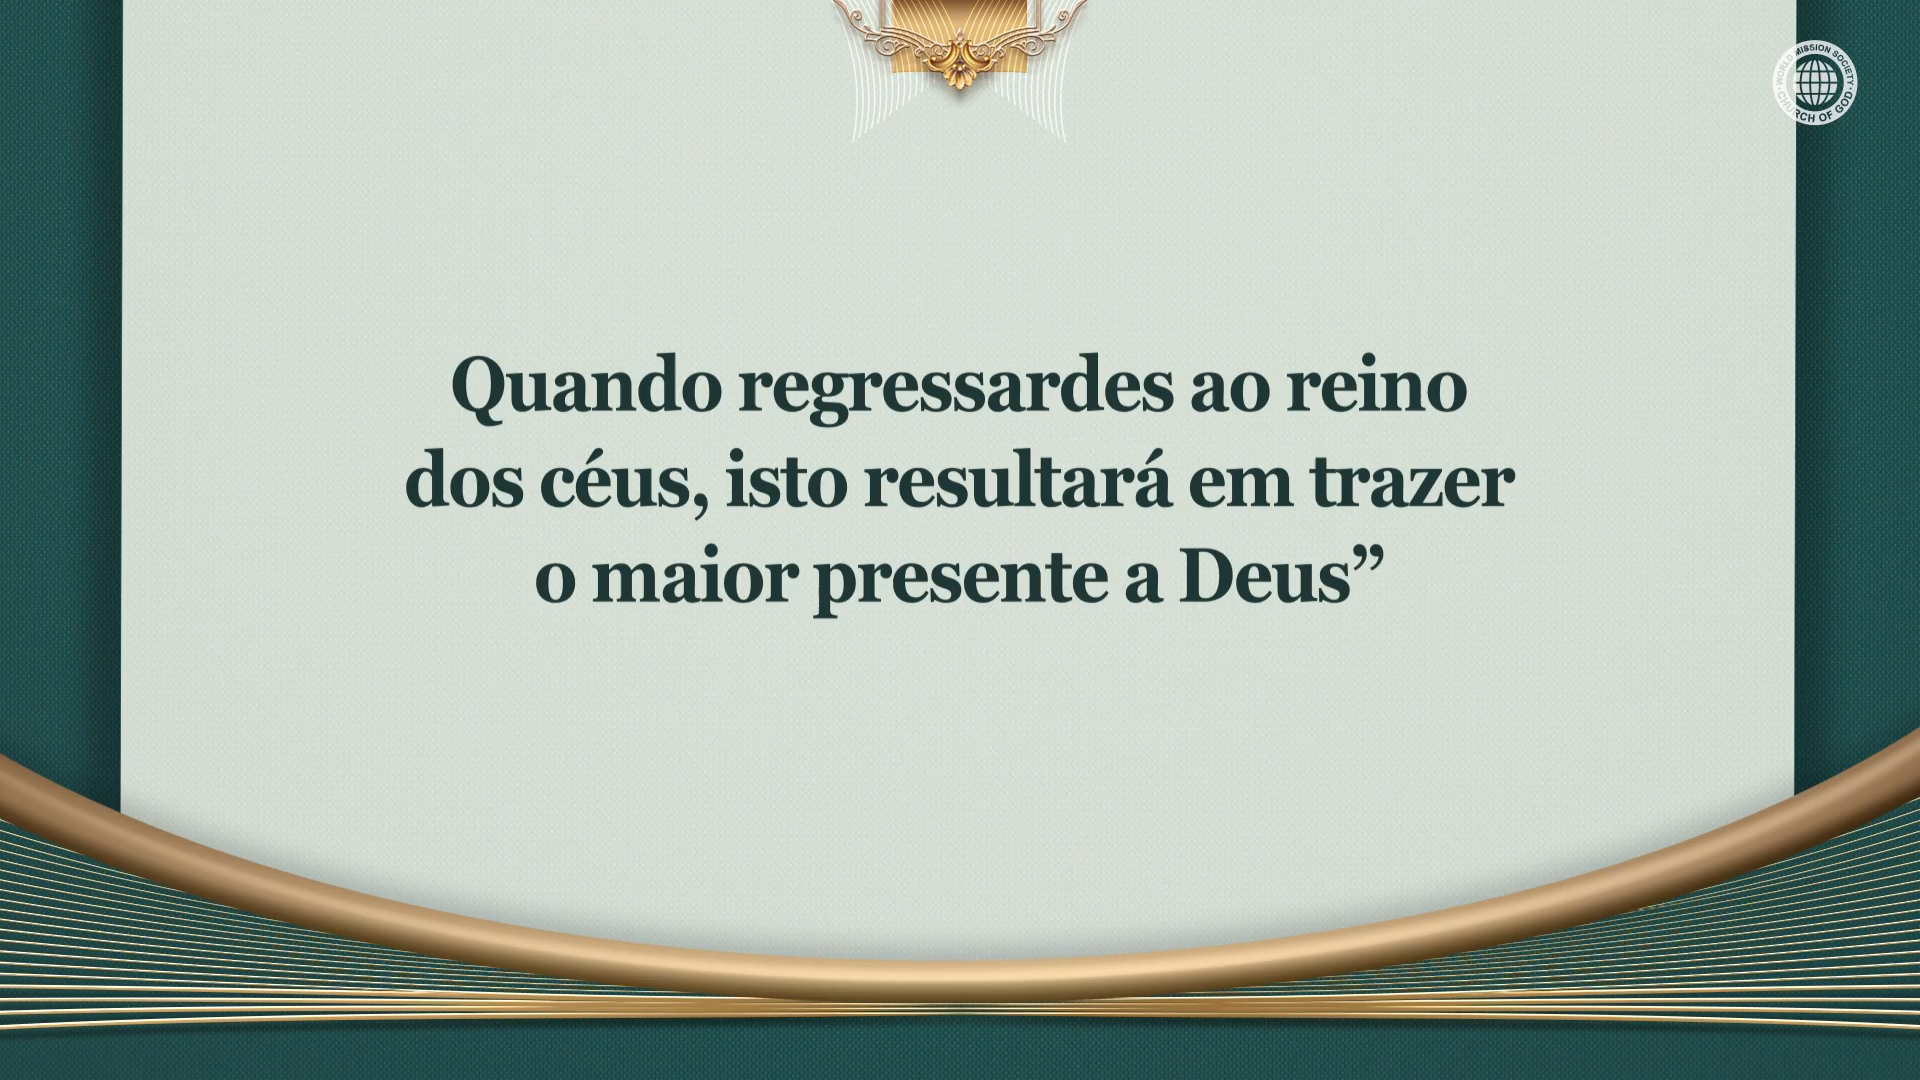 WORLD MISSION SOCIETY
CHURCH OF GOD
Quando regressardes ao reino
dos céus, isto resultará em trazer
o maior presente a Deus”